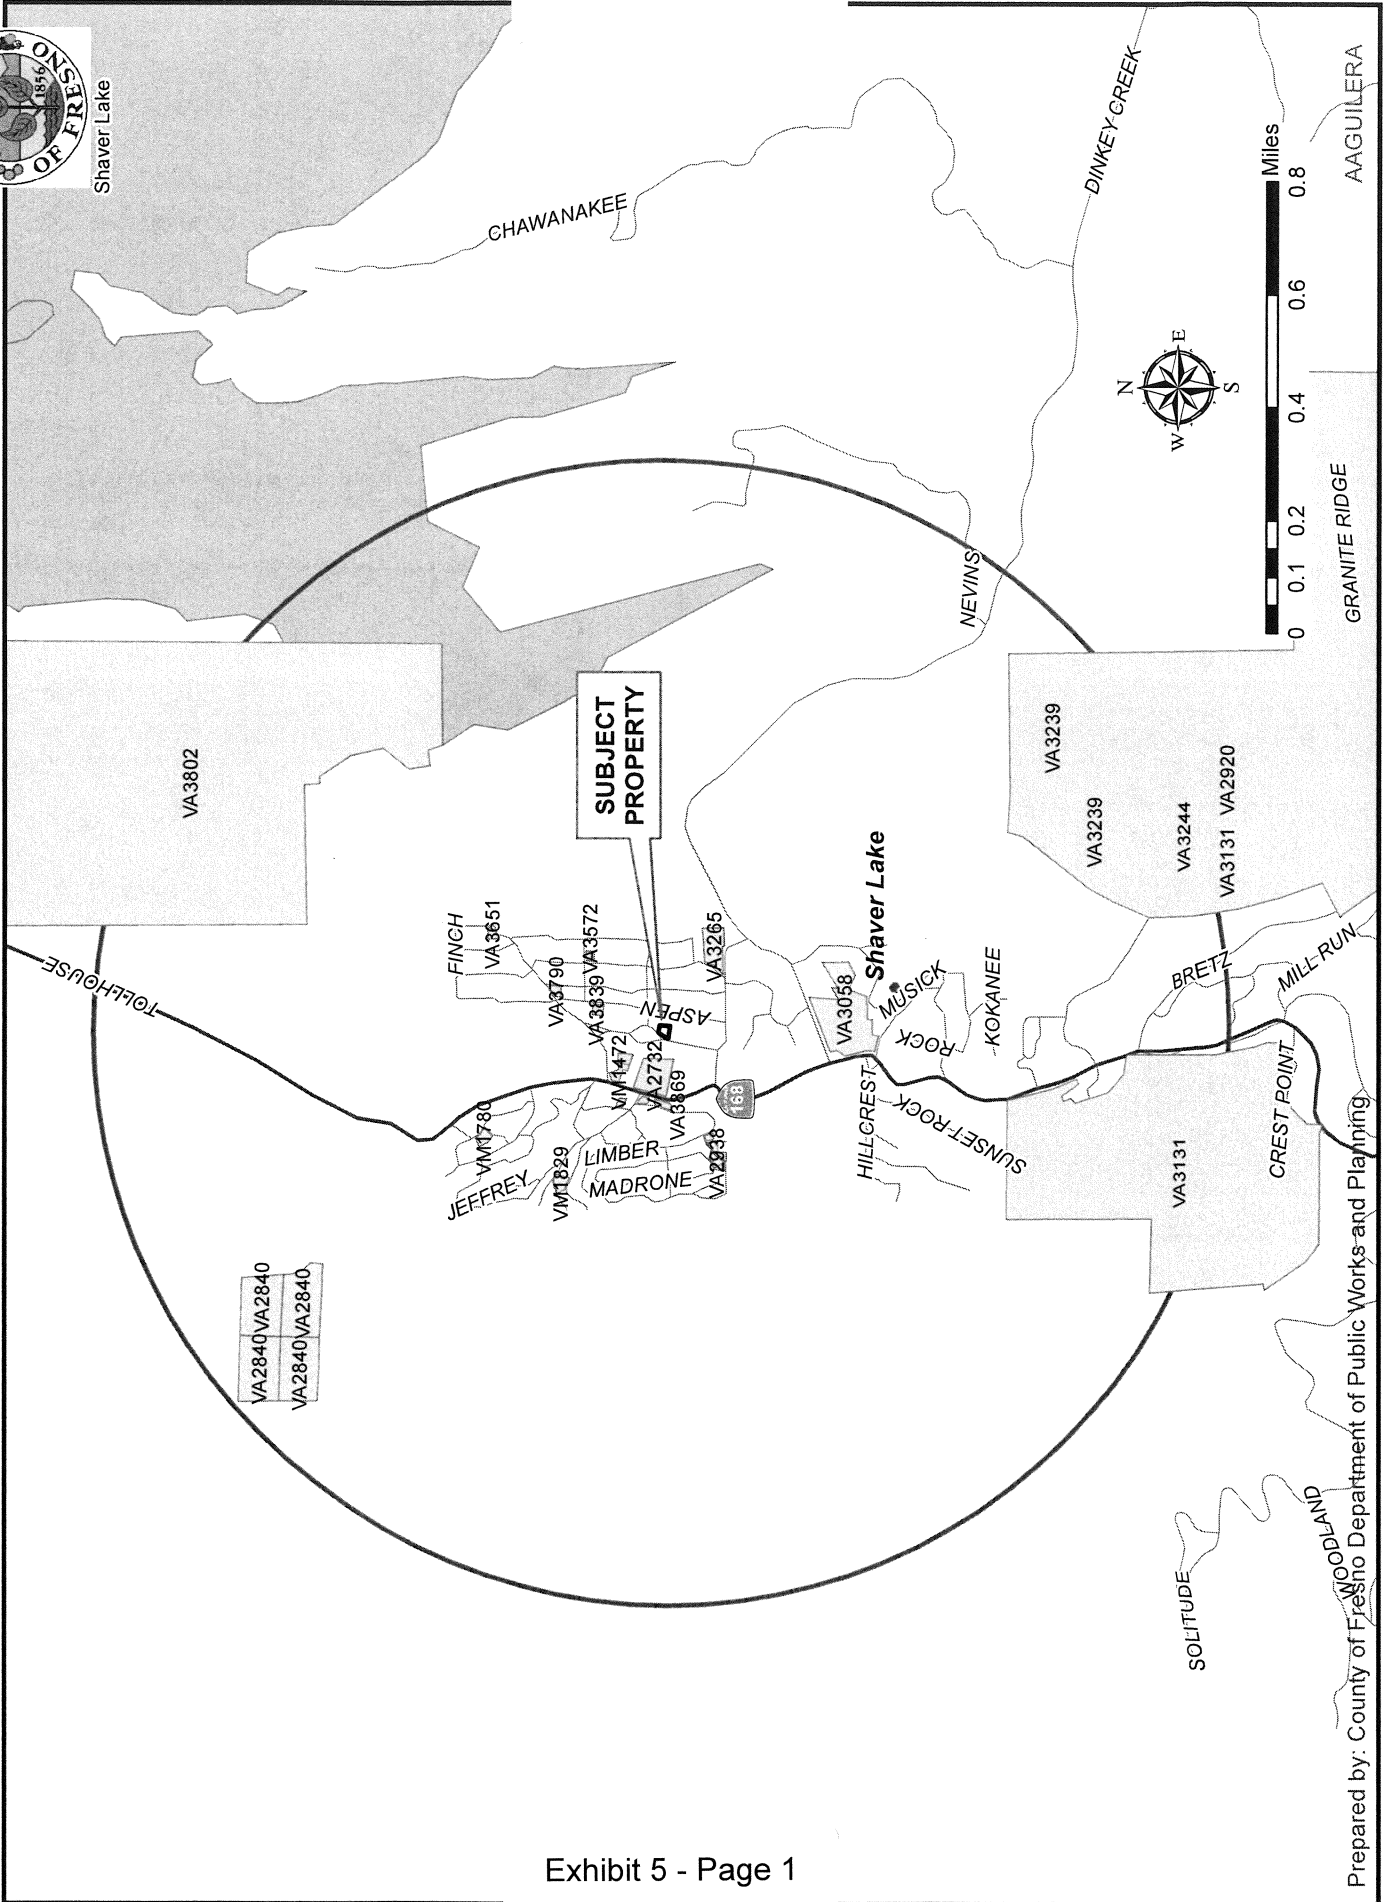 OF FRESNO
1856
Shaver Lake
CHAWANAKEE
DINKEY CREEK
AAGUILERA
Miles
0 0.1 0.2 0.4 0.6 0.8
N
E
S
W
GRANITE RIDGE
NEVINS
VA3802
TOLLHOUSE
SUBJECT
PROPERTY
FINCH
VA3651
VA3790
VA3572
VA3839
ASPEN
VA3265
VM1472
VA2732
VA3869
168
VM1780
JEFFREY
VM1829
LIMBER
MADRONE
VA2938
VA3058
Shaver Lake
MUSICK
ROCK
KOKANEE
HILLCREST
SUNSET ROCK
VA3239
VA3239
VA3244
VA3131 VA2920
BRETZ
MILL RUN
CREST POINT
VA3131
VA2840 VA2840
VA2840 VA2840
SOLITUDE
WOODLAND
Prepared by: County of Fresno Department of Public Works and Planning
Exhibit 5 - Page 1